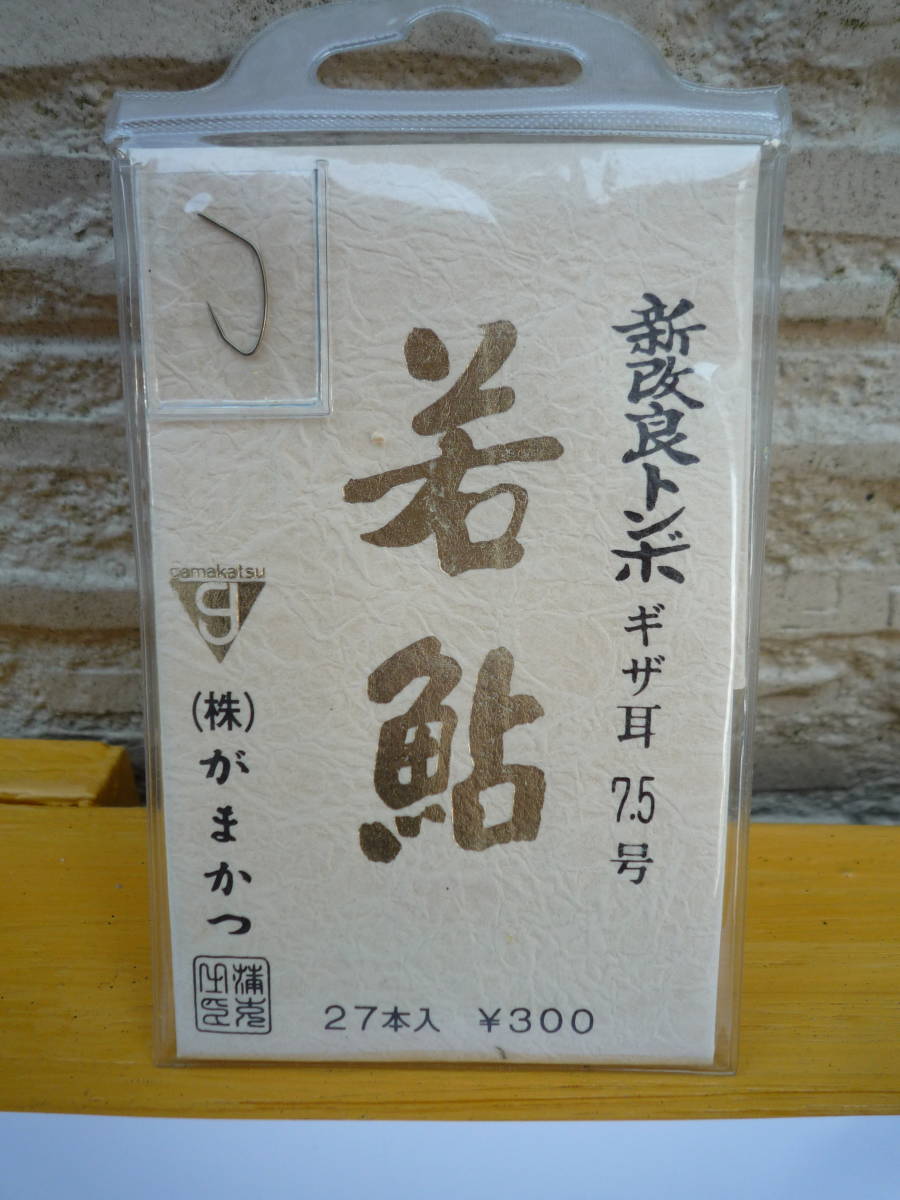 新改良トンボ ギザ耳 7.5号
若鮎
gamakatsu
g
(株)がまかつ
27本入 ¥300